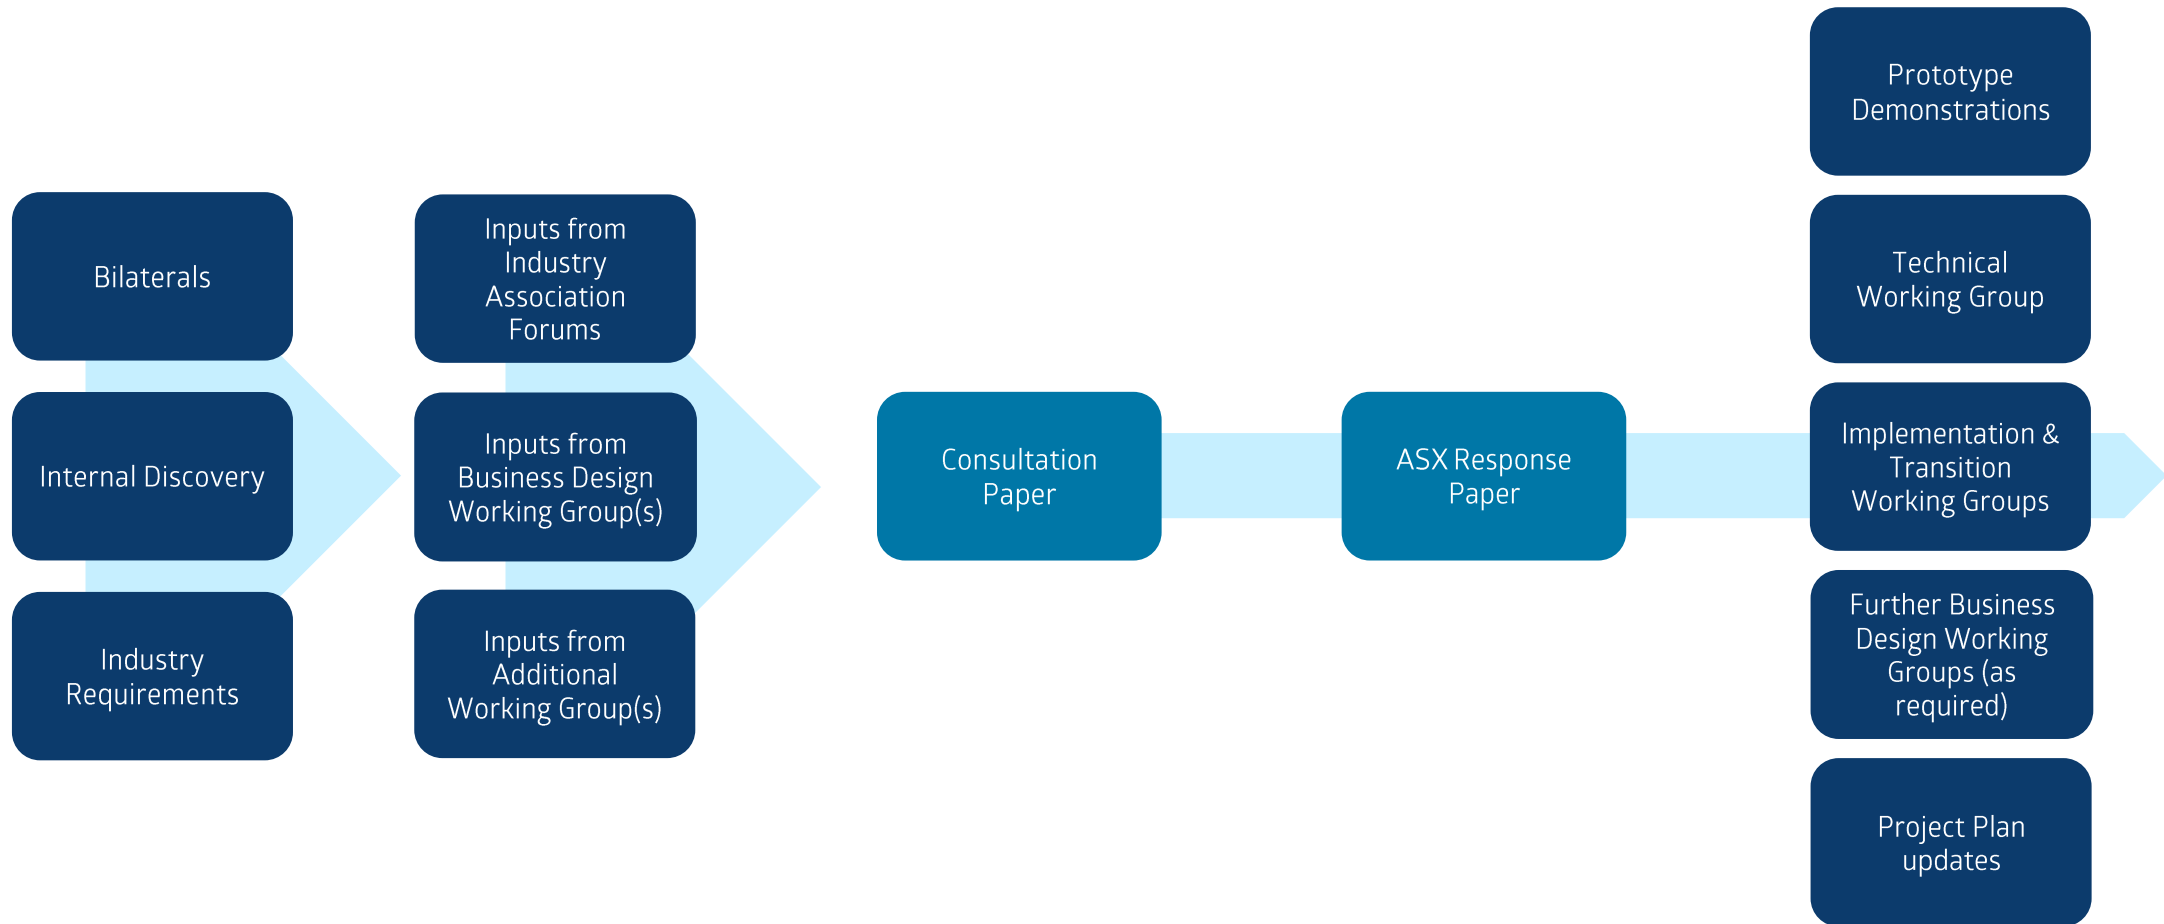 Bilaterals
Internal Discovery
Industry
Requirements
Inputs from
Industry
Association
Forums
Inputs from
Business Design
Working Group(s)
Inputs from
Additional
Working Group(s)
Consultation
Paper
ASX Response
Paper
Prototype
Demonstrations
Technical
Working Group
Implementation &
Transition
Working Groups
Further Business
Design Working
Groups (as
required)
Project Plan
updates